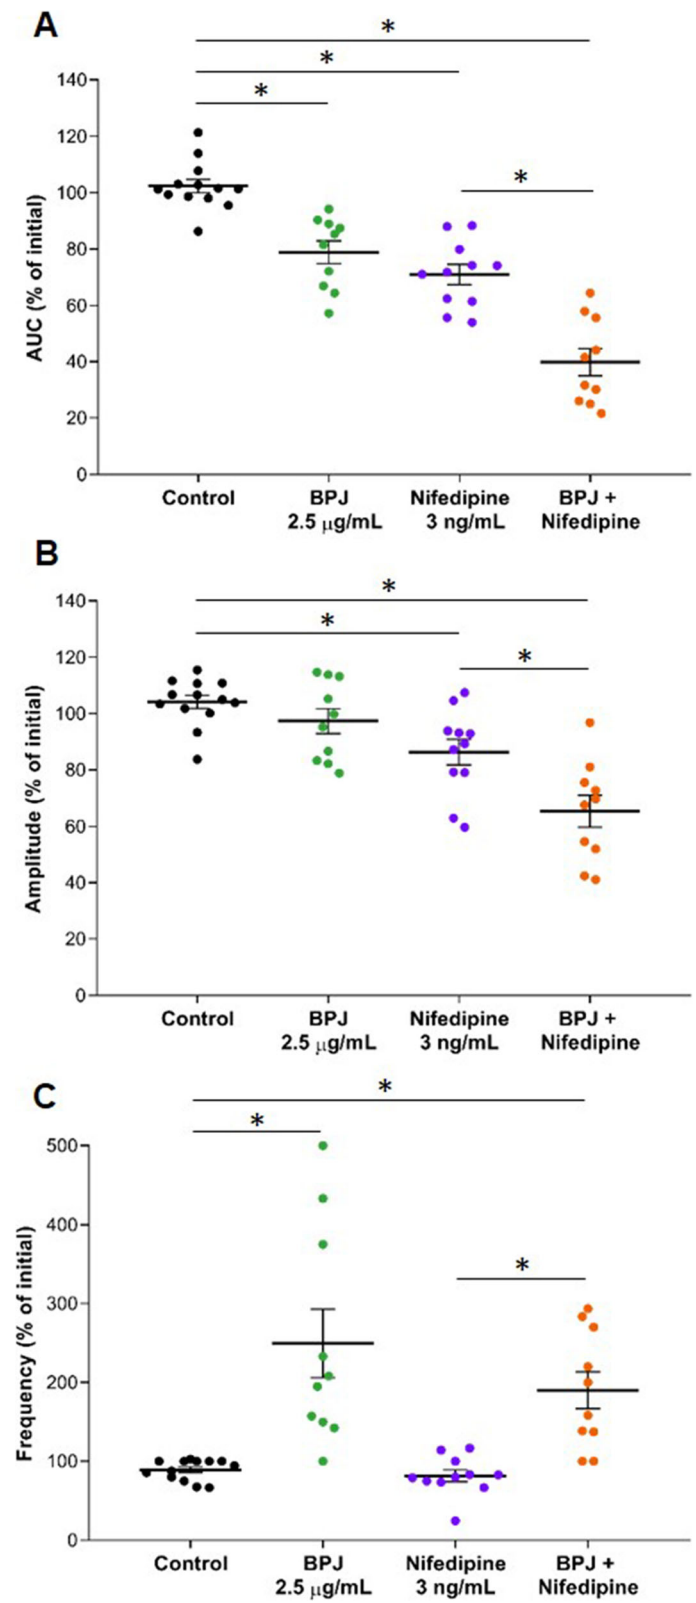 A
*
*
*
*
AUC (% of initial)
140
120
100
80
60
40
20
0
Control
BPJ
2.5 μg/mL
Nifedipine
3 ng/mL
BPJ +
Nifedipine
B
*
*
*
Amplitude (% of initial)
140
120
100
80
60
40
20
0
Control
BPJ
2.5 μg/mL
Nifedipine
3 ng/mL
BPJ +
Nifedipine
C
*
*
*
Frequency (% of initial)
500
400
300
200
100
0
Control
BPJ
2.5 μg/mL
Nifedipine
3 ng/mL
BPJ +
Nifedipine